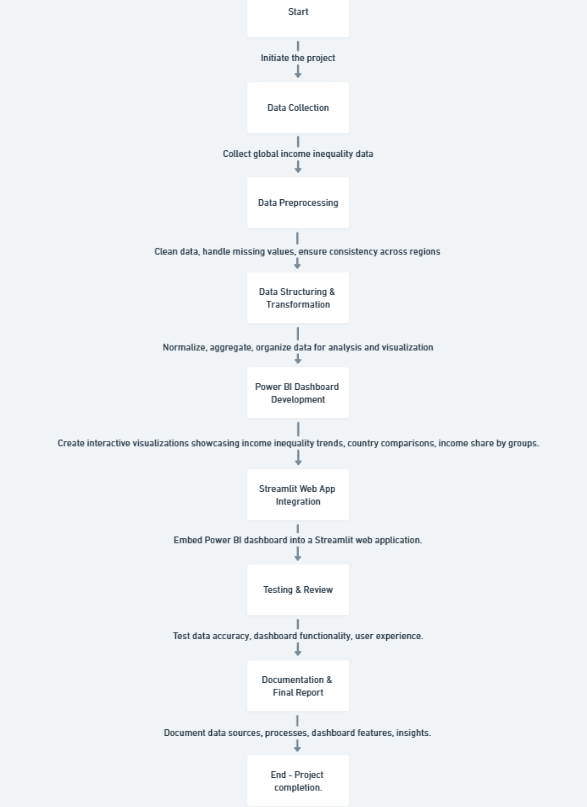 Start
Initiate the project
Data Collection
Collect global income inequality data
Data Preprocessing
Clean data, handle missing values, ensure consistency across regions
Data Structuring &
Transformation
Normalize, aggregate, organize data for analysis and visualization
Power BI Dashboard
Development
Create interactive visualizations showcasing income inequality trends, country comparisons, income share by groups.
Streamlit Web App
Integration
Embed Power BI dashboard into a Streamlit web application.
Testing & Review
Test data accuracy, dashboard functionality, user experience.
Documentation &
Final Report
Document data sources, processes, dashboard features, insights.
End - Project
completion.